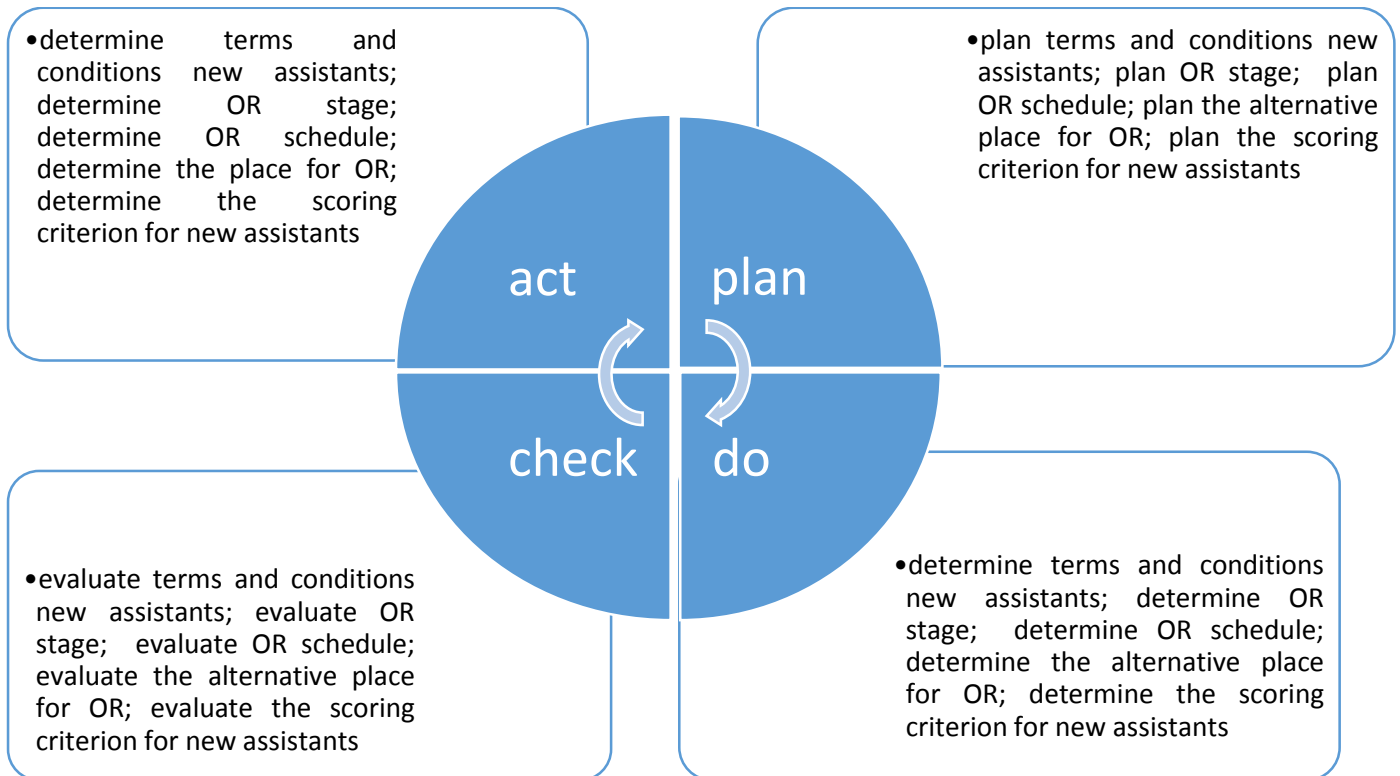 •determine terms and
conditions new assistants;
determine OR stage;
determine OR schedule;
determine the place for OR;
determine the scoring
criterion for new assistants
•plan terms and conditions new
assistants; plan OR stage; plan
OR schedule; plan the alternative
place for OR; plan the scoring
criterion for new assistants
act
plan
check
do
•evaluate terms and conditions
new assistants; evaluate OR
stage; evaluate OR schedule;
evaluate the alternative place
for OR; evaluate the scoring
criterion for new assistants
•determine terms and conditions
new assistants; determine OR
stage; determine OR schedule;
determine the alternative place
for OR; determine the scoring
criterion for new assistants